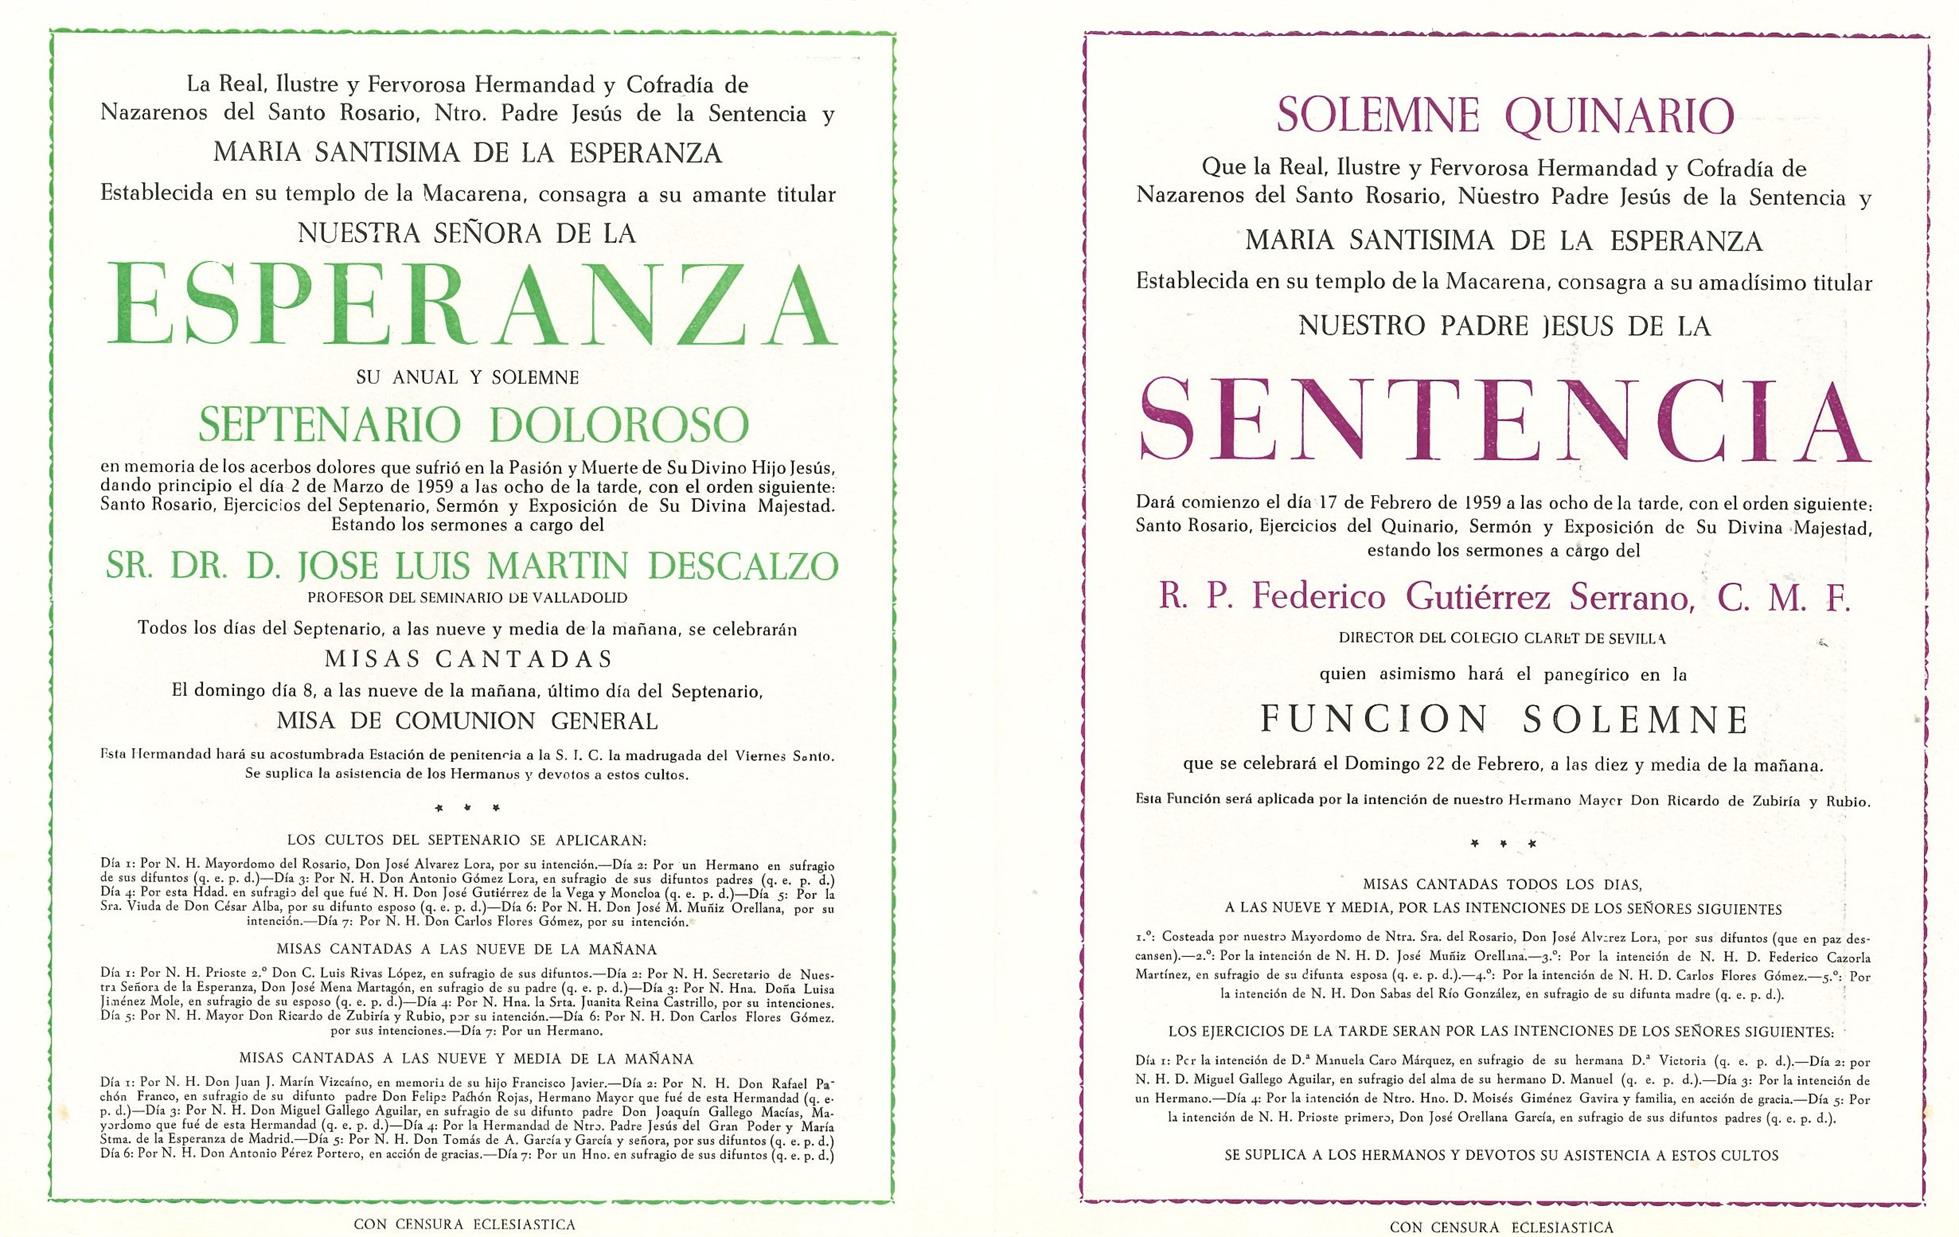 La Real, Ilustre y Fervorosa Hermandad y Cofradía de
Nazarenos del Santo Rosario, Ntro. Padre Jesús de la Sentencia y
MARIA SANTISIMA DE LA ESPERANZA
Establecida en su templo de la Macarena, consagra a su amante titular
NUESTRA SEÑORA DE LA
ESPERANZA
SU ANUAL Y SOLEMNE
SEPTENARIO DOLOROSO
en memoria de los acerbos dolores que sufrió en la Pasión y Muerte de Su Divino Hijo Jesús,
dando principio el día 2 de Marzo de 1959 a las ocho de la tarde, con el orden siguiente:
Santo Rosario, Ejercicios del Septenario, Sermón y Exposición de Su Divina Majestad.
Estando los sermones a cargo del
SR. DR. D. JOSE LUIS MARTIN DESCALZO
PROFESOR DEL SEMINARIO DE VALLADOLID
Todos los días del Septenario, a las nueve y media de la mañana, se celebrarán
MISAS CANTADAS
El domingo día 8, a las nueve de la mañana, último día del Septenario,
MISA DE COMUNION GENERAL
Esta Hermandad hará su acostumbrada Estación de penitencia a la S. I. C. la madrugada del Viernes Santo.
Se suplica la asistencia de los Hermanos y devotos a estos cultos.
* * *
LOS CULTOS DEL SEPTENARIO SE APLICARAN:
Día 1: Por N. H. Mayordomo del Rosario, Don José Alvarez Lora, por su intención.—Día 2: Por un Hermano en sufragio
de sus difuntos (q. e. p. d.)—Día 3: Por N. H. Don Antonio Gómez Lora, en sufragio de sus difuntos padres (q. e. p. d.)
Día 4: Por esta Hdad. en sufragio del que fué N. H. Don José Gutiérrez de la Vega y Moncloa (q. e. p. d.)—Día 5: Por la
Sra. Viuda de Don César Alba, por su difunto esposo (q. e. p. d.)—Día 6: Por N. H. Don José M. Muñiz Orellana, por su
intención.—Día 7: Por N. H. Don Carlos Flores Gómez, por su intención.
MISAS CANTADAS A LAS NUEVE DE LA MAÑANA
Día 1: Por N. H. Prioste 2.º Don C. Luis Rivas López, en sufragio de sus difuntos.—Día 2: Por N. H. Secretario de Nues-
tra Señora de la Esperanza, Don José Mena Martagón, en sufragio de su padre (q. e. p. d.)—Día 3: Por N. Hna. Doña Luisa
Jiménez Mole, en sufragio de su esposo (q. e. p. d.)—Día 4: Por N. Hna. la Srta. Juanita Reina Castrillo, por su intenciones.
Día 5: Por N. H. Mayor Don Ricardo de Zubiría y Rubio, por su intención.—Día 6: Por N. H. Don Carlos Flores Gómez.
por sus intenciones.—Día 7: Por un Hermano.
MISAS CANTADAS A LAS NUEVE Y MEDIA DE LA MAÑANA
Día 1: Por N. H. Don Juan J. Marín Vizcaíno, en memoria de su hijo Francisco Javier.—Día 2: Por N. H. Don Rafael Pa-
chón Franco, en sufragio de su difunto padre Don Felipe Pachón Rojas, Hermano Mayor que fué de esta Hermandad (q. e-
p. d.)—Día 3: Por N. H. Don Miguel Gallego Aguilar, en sufragio de su difunto padre Don Joaquín Gallego Macías, Ma-
yordomo que fué de esta Hermandad (q. e. p. d.)—Día 4: Por la Hermandad de Ntro. Padre Jesús del Gran Poder y María
Stma. de la Esperanza de Madrid.—Día 5: Por N. H. Don Tomás de A. García y García y señora, por sus difuntos (q. e. p. d.)
Día 6: Por N. H. Don Antonio Pérez Portero, en acción de gracias.—Día 7: Por un Hno. en sufragio de sus difuntos (q. e. p. d.)
CON CENSURA ECLESIASTICA
SOLEMNE QUINARIO
Que la Real, Ilustre y Fervorosa Hermandad y Cofradía de
Nazarenos del Santo Rosario, Nuestro Padre Jesús de la Sentencia y
MARIA SANTISIMA DE LA ESPERANZA
Establecida en su templo de la Macarena, consagra a su amadísimo titular
NUESTRO PADRE JESUS DE LA
SENTENCIA
Dará comienzo el día 17 de Febrero de 1959 a las ocho de la tarde, con el orden siguiente:
Santo Rosario, Ejercicios del Quinario, Sermón y Exposición de Su Divina Majestad,
estando los sermones a cargo del
R. P. Federico Gutiérrez Serrano, C. M. F.
DIRECTOR DEL COLEGIO CLARET DE SEVILLA
quien asimismo hará el panegírico en la
FUNCION SOLEMNE
que se celebrará el Domingo 22 de Febrero, a las diez y media de la mañana.
Esta Función será aplicada por la intención de nuestro Hermano Mayor Don Ricardo de Zubiría y Rubio.
* * *
MISAS CANTADAS TODOS LOS DIAS,
A LAS NUEVE Y MEDIA, POR LAS INTENCIONES DE LOS SEÑORES SIGUIENTES
1.º: Costeada por nuestro Mayordomo de Ntra. Sra. del Rosario, Don José Alvarez Lora, por sus difuntos (que en paz des-
cansen).—2.º: Por la intención de N. H. D. José Muñiz Orellana.—3.º: Por la intención de N. H. D. Federico Cazorla
Martínez, en sufragio de su difunta esposa (q. e. p. d.).—4.º: Por la intención de N. H. D. Carlos Flores Gómez.—5.º: Por
la intención de N. H. Don Sabas del Río González, en sufragio de su difunta madre (q. e. p. d.).
LOS EJERCICIOS DE LA TARDE SERAN POR LAS INTENCIONES DE LOS SEÑORES SIGUIENTES:
Día 1: Por la intención de D.ª Manuela Caro Márquez, en sufragio de su hermana D.ª Victoria (q. e. p. d.).—Día 2: por
N. H. D. Miguel Gallego Aguilar, en sufragio del alma de su hermano D. Manuel (q. e. p. d.).—Día 3: Por la intención de
un Hermano.—Día 4: Por la intención de Ntro. Hno. D. Moisés Giménez Gavira y familia, en acción de gracia.—Día 5: Por
la intención de N. H. Prioste primero, Don José Orellana García, en sufragio de sus difuntos padres (q. e. p. d.).
SE SUPLICA A LOS HERMANOS Y DEVOTOS SU ASISTENCIA A ESTOS CULTOS
CON CENSURA ECLESIASTICA